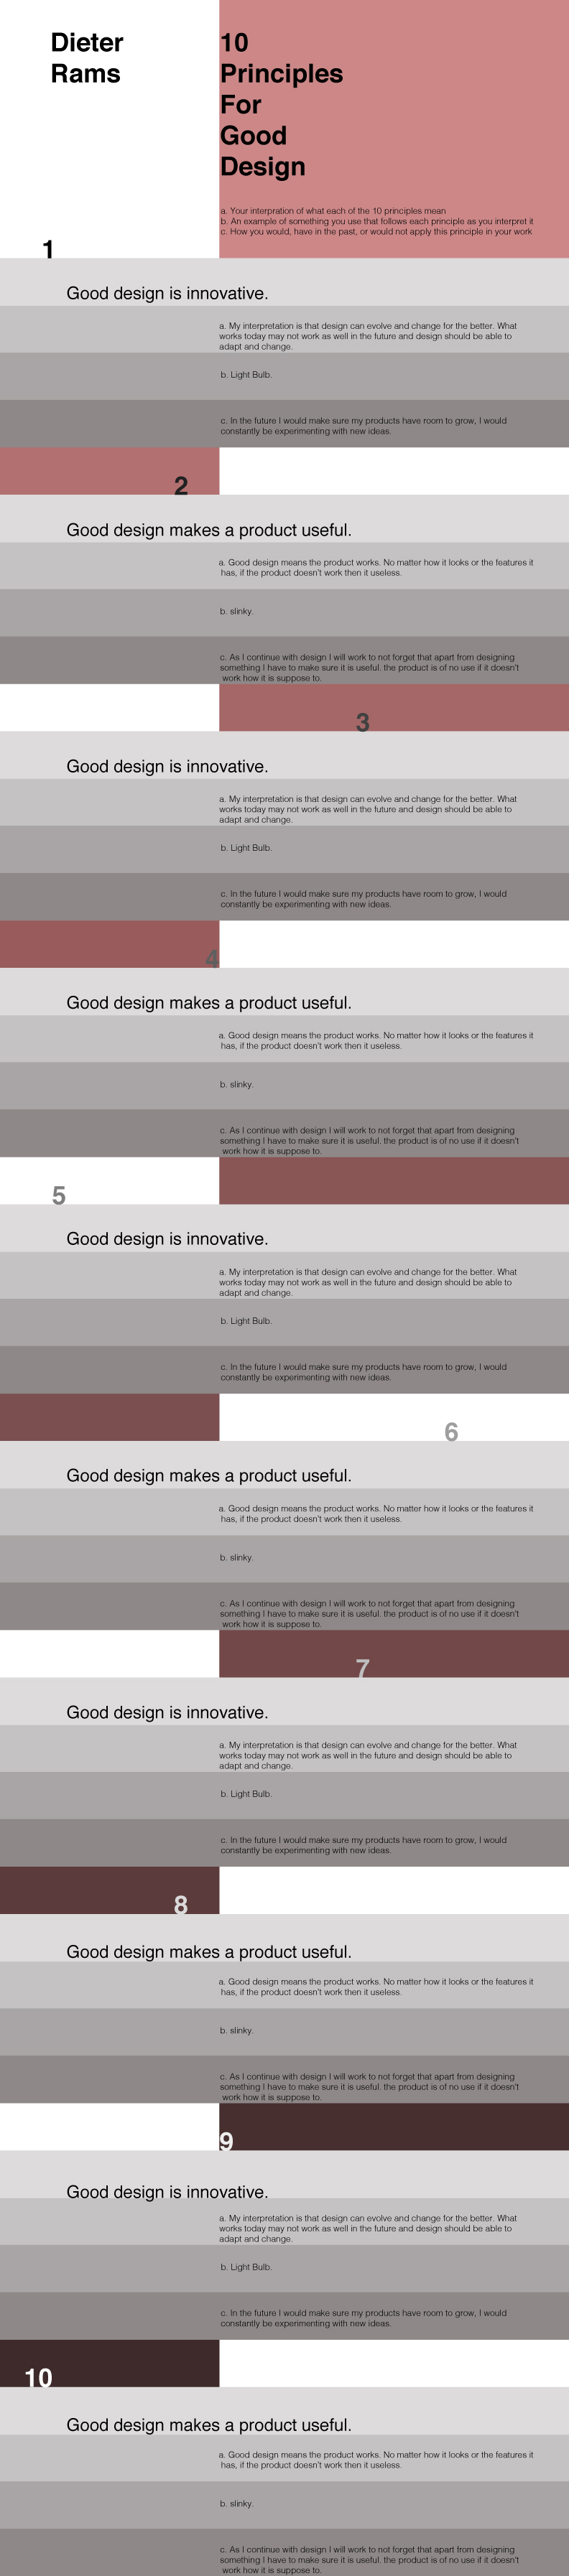 Dieter
Rams
10
Principles
For
Good
Design
a. Your interpration of what each of the 10 principles mean
b. An example of something you use that follows each principle as you interpret it
c. How you would, have in the past, or would not apply this principle in your work
1
Good design is innovative.
a. My interpretation is that design can evolve and change for the better. What
works today may not work as well in the future and design should be able to
adapt and change.
b. Light Bulb.
c. In the future I would make sure my products have room to grow, I would
constantly be experimenting with new ideas.
2
Good design makes a product useful.
a. Good design means the product works. No matter how it looks or the features it
has, if the product doesn't work then it useless.
b. slinky.
c. As I continue with design I will work to not forget that apart from designing
something I have to make sure it is useful. the product is of no use if it doesn't
work how it is suppose to.
3
Good design is innovative.
a. My interpretation is that design can evolve and change for the better. What
works today may not work as well in the future and design should be able to
adapt and change.
b. Light Bulb.
c. In the future I would make sure my products have room to grow, I would
constantly be experimenting with new ideas.
4
Good design makes a product useful.
a. Good design means the product works. No matter how it looks or the features it
has, if the product doesn't work then it useless.
b. slinky.
c. As I continue with design I will work to not forget that apart from designing
something I have to make sure it is useful. the product is of no use if it doesn't
work how it is suppose to.
5
Good design is innovative.
a. My interpretation is that design can evolve and change for the better. What
works today may not work as well in the future and design should be able to
adapt and change.
b. Light Bulb.
c. In the future I would make sure my products have room to grow, I would
constantly be experimenting with new ideas.
6
Good design makes a product useful.
a. Good design means the product works. No matter how it looks or the features it
has, if the product doesn't work then it useless.
b. slinky.
c. As I continue with design I will work to not forget that apart from designing
something I have to make sure it is useful. the product is of no use if it doesn't
work how it is suppose to.
7
Good design is innovative.
a. My interpretation is that design can evolve and change for the better. What
works today may not work as well in the future and design should be able to
adapt and change.
b. Light Bulb.
c. In the future I would make sure my products have room to grow, I would
constantly be experimenting with new ideas.
8
Good design makes a product useful.
a. Good design means the product works. No matter how it looks or the features it
has, if the product doesn't work then it useless.
b. slinky.
c. As I continue with design I will work to not forget that apart from designing
something I have to make sure it is useful. the product is of no use if it doesn't
work how it is suppose to.
9
Good design is innovative.
a. My interpretation is that design can evolve and change for the better. What
works today may not work as well in the future and design should be able to
adapt and change.
b. Light Bulb.
c. In the future I would make sure my products have room to grow, I would
constantly be experimenting with new ideas.
10
Good design makes a product useful.
a. Good design means the product works. No matter how it looks or the features it
has, if the product doesn't work then it useless.
b. slinky.
c. As I continue with design I will work to not forget that apart from designing
something I have to make sure it is useful. the product is of no use if it doesn't
work how it is suppose to.